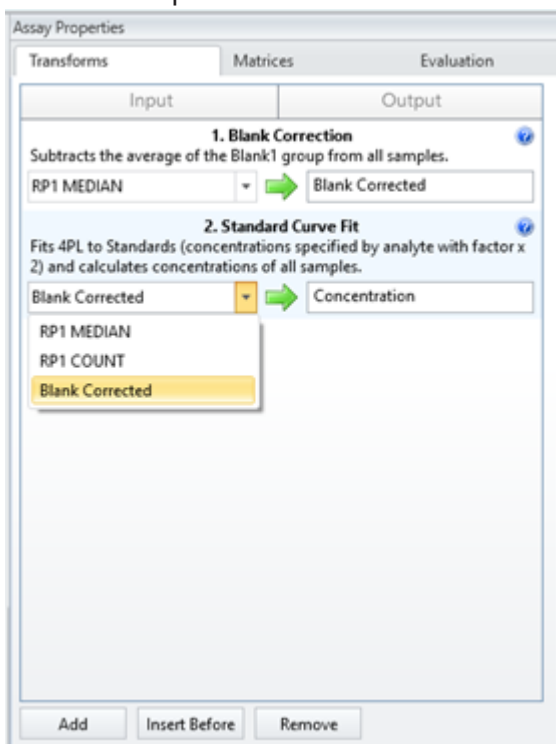 Assay Properties
Transforms Matrices Evaluation
Input Output
1. Blank Correction
Subtracts the average of the Blank1 group from all samples.
RP1 MEDIAN Blank Corrected
2. Standard Curve Fit
Fits 4PL to Standards (concentrations specified by analyte with factor x
2) and calculates concentrations of all samples.
Blank Corrected Concentration
RP1 MEDIAN
RP1 COUNT
Blank Corrected
Add Insert Before Remove